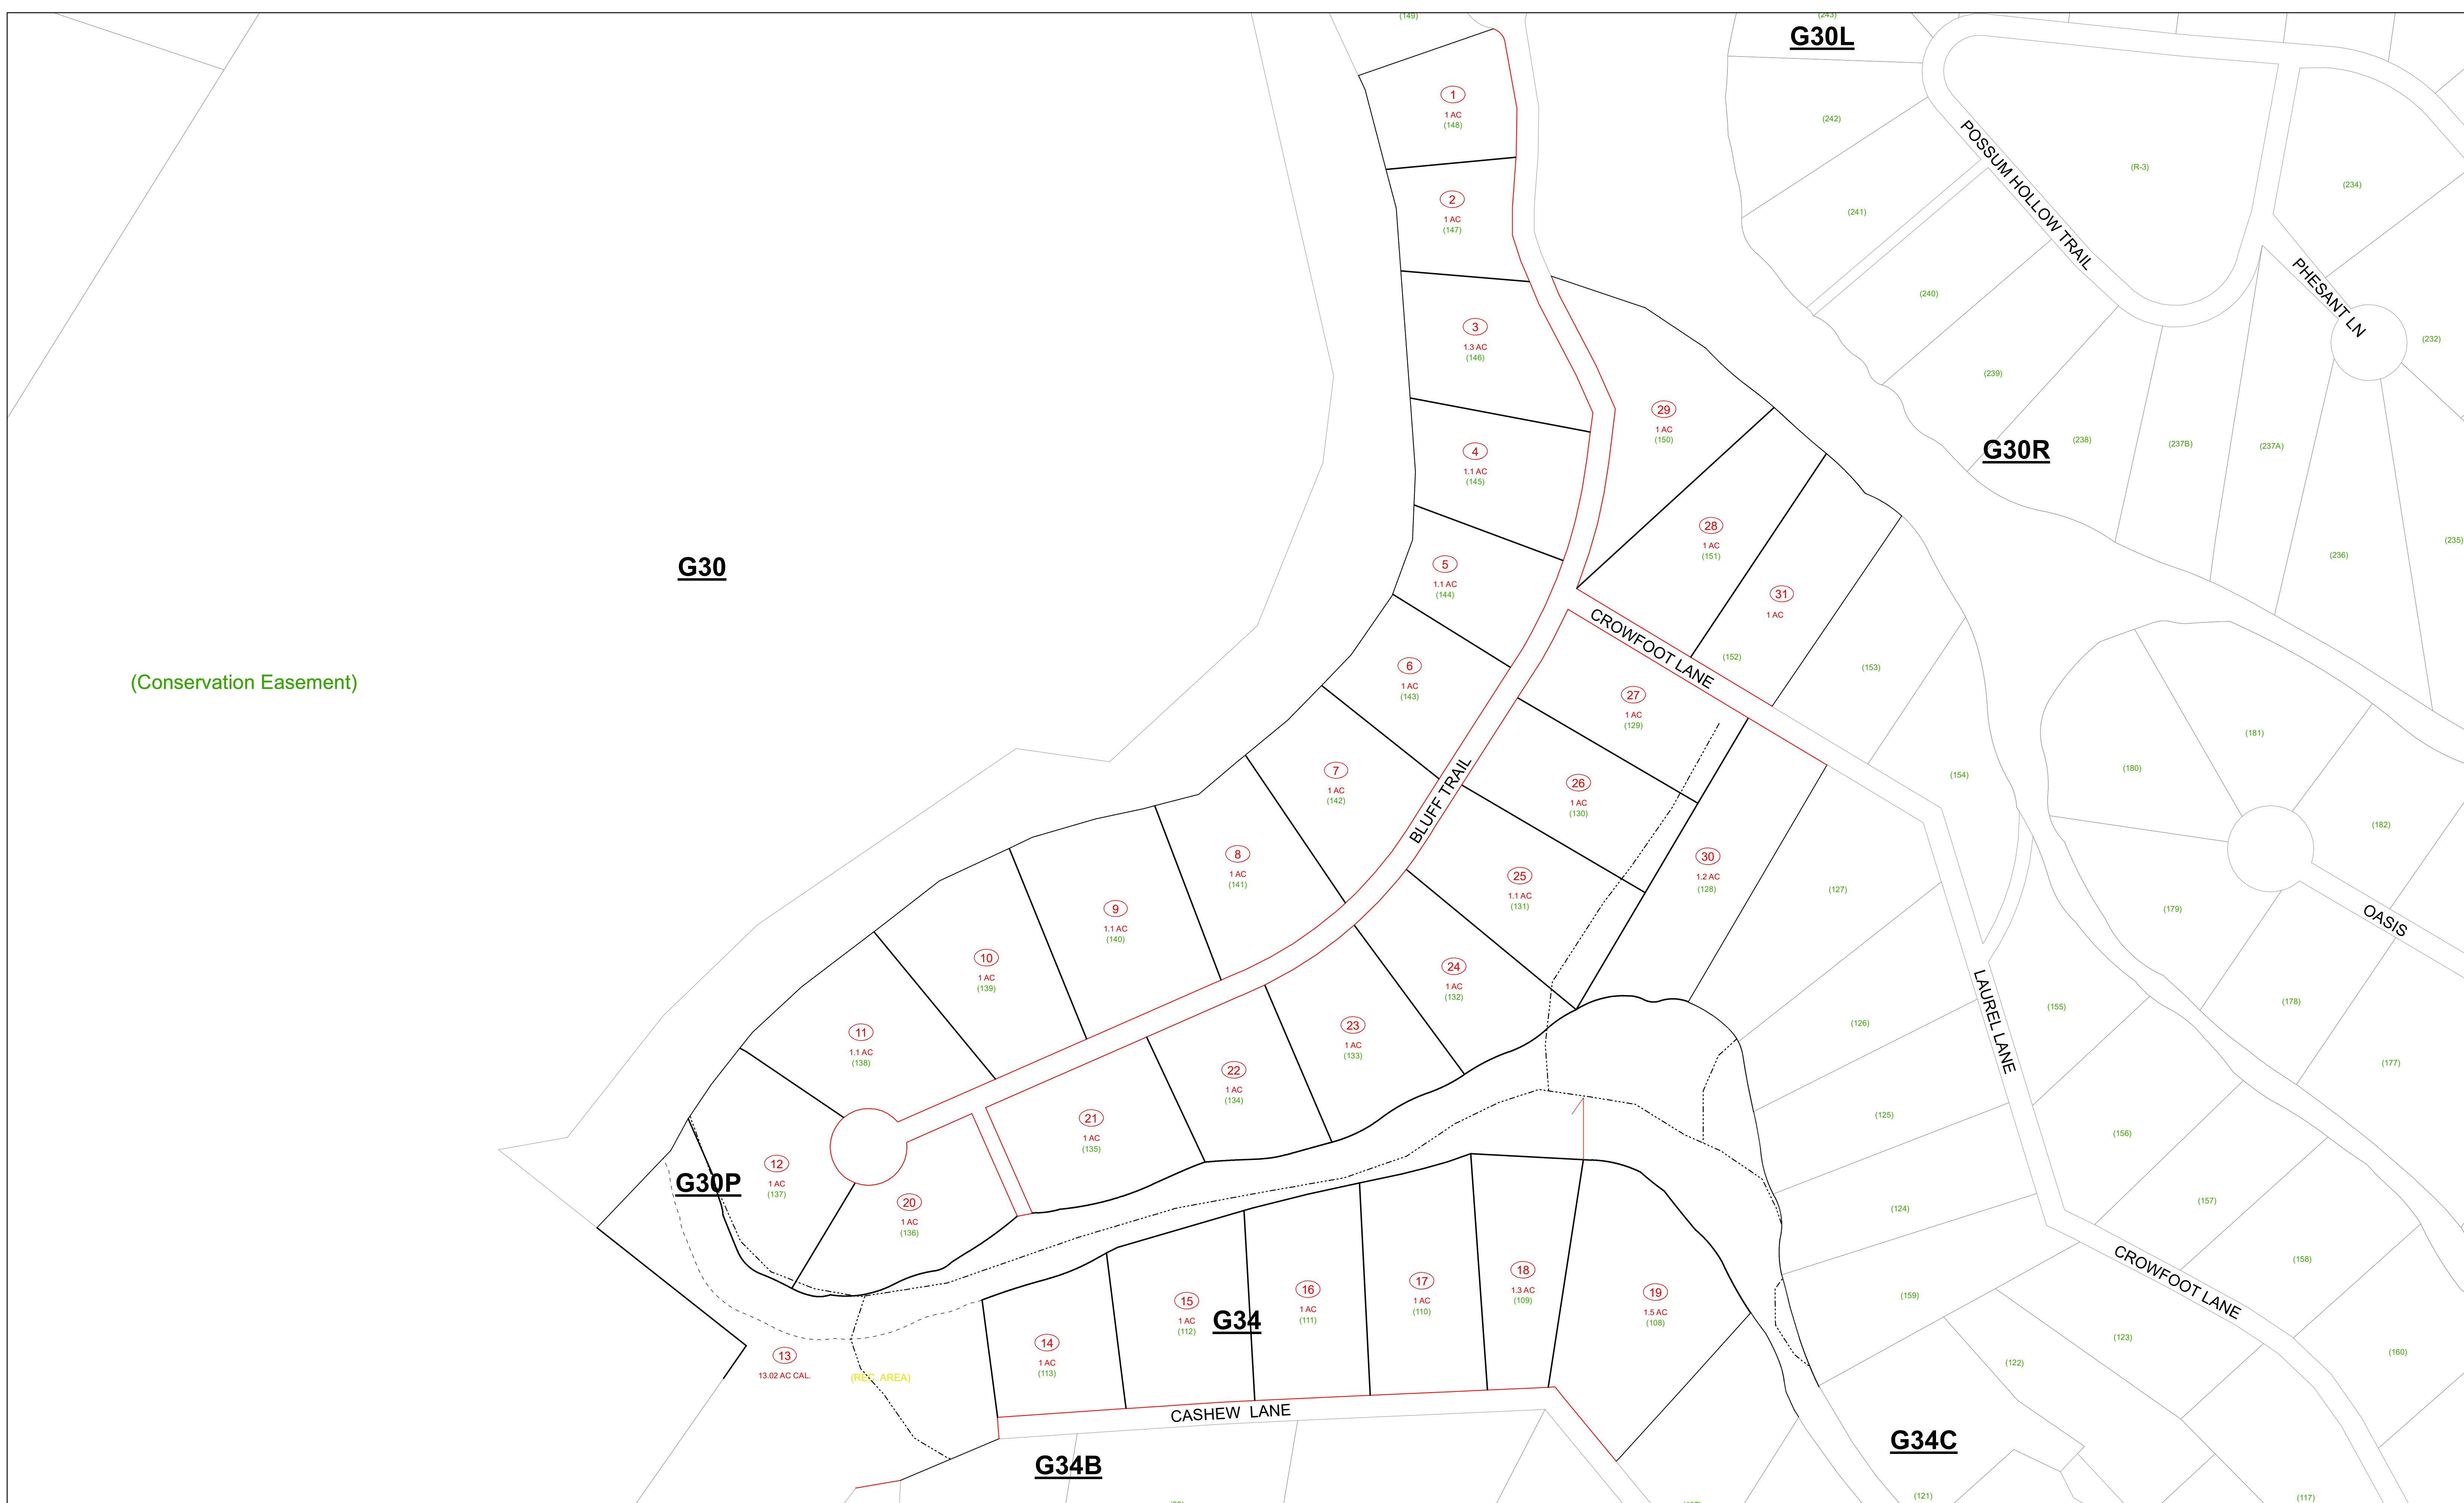 (149)
(243)
G30L
1
1 AC
(148)
(242)
POSSUM HOLLOW TRAIL
(R-3)
(234)
2
1 AC
(147)
(241)
(240)
PHESANT LN
3
1.3 AC
(146)
(232)
(239)
29
1 AC
(150)
4
1.1 AC
(145)
G30R
(238)
(237B)
(237A)
28
1 AC
(151)
(236)
(235)
G30
5
1.1 AC
(144)
31
1 AC
CROWFOOT LANE
(152)
(153)
(Conservation Easement)
6
1 AC
(143)
27
1 AC
(129)
(181)
(180)
(154)
7
1 AC
(142)
BLUFF TRAIL
26
1 AC
(130)
(182)
8
1 AC
(141)
30
1.2 AC
(128)
25
1.1 AC
(131)
(127)
9
1.1 AC
(140)
(179)
OASIS
10
1 AC
(139)
24
1 AC
(132)
(178)
(155)
LAUREL LANE
(126)
11
1.1 AC
(138)
23
1 AC
(133)
(177)
22
1 AC
(134)
21
1 AC
(135)
(125)
(156)
12
1 AC
(137)
G30P
20
1 AC
(136)
(124)
(157)
CROWFOOT LANE
(158)
(159)
19
1.5 AC
(108)
18
1.3 AC
(109)
17
1 AC
(110)
16
1 AC
(111)
15
1 AC
(112)
G34
14
1 AC
(113)
13
13.02 AC CAL.
(REC. AREA)
(123)
(160)
(122)
CASHEW LANE
G34B
G34C
(121)
(117)